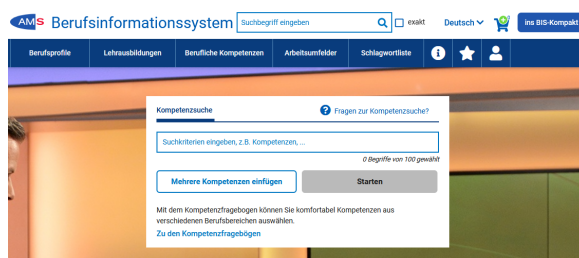 AMS Berufsinformationssystem Suchbegriff eingeben exakt Deutsch ins BIS-Kompakt
Berufsprofile Lehrausbildungen Berufliche Kompetenzen Arbeitsumfelder Schlagwortliste
Kompetenzsuche Fragen zur Kompetenzsuche?
Suchkriterien eingeben, z.B. Kompetenzen, ...
0 Begriffe von 100 gewählt
Mehrere Kompetenzen einfügen Starten
Mit dem Kompetenzfragebogen können Sie komfortabel Kompetenzen aus
verschiedenen Berufsbereichen auswählen.
Zu den Kompetenzfragebögen